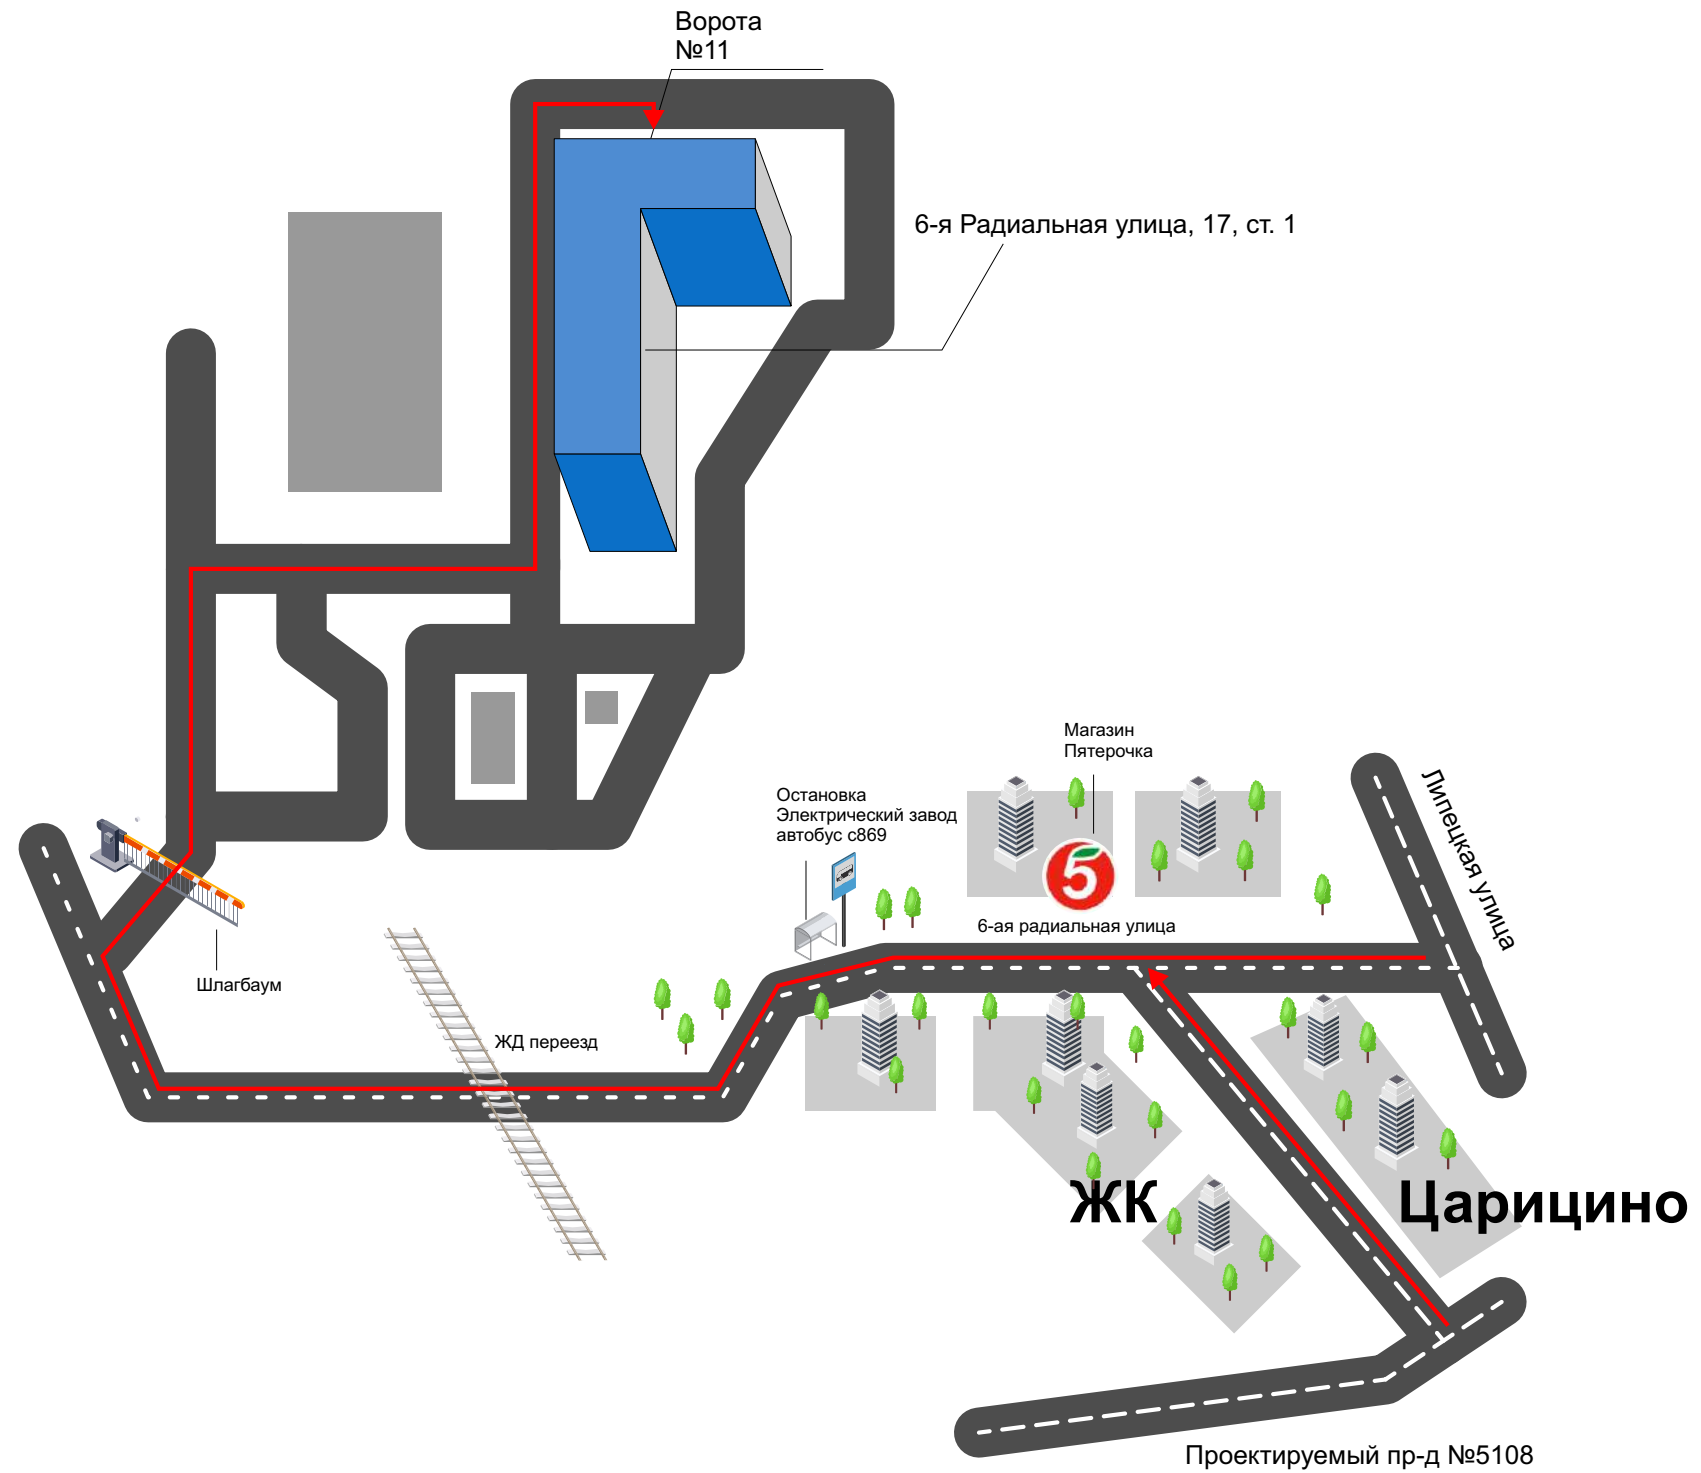 Ворота
№11
6-я Радиальная улица, 17, ст. 1
Магазин
Пятерочка
Остановка
Электрический завод
автобус с869
5
Липецкая улица
6-ая радиальная улица
Шлагбаум
ЖД переезд
ЖК Царицино
Проектируемый пр-д №5108